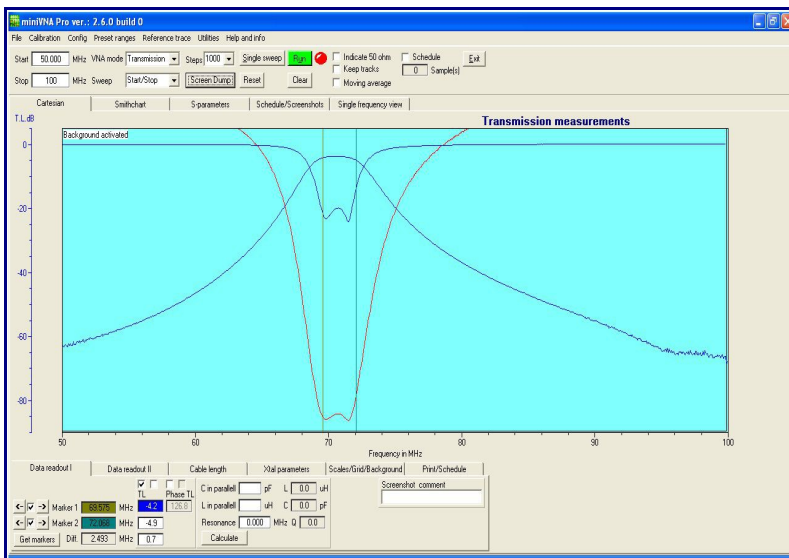 miniVNA Pro ver.: 2.6.0 build 0
File Calibration Config Preset ranges Reference trace Utilities Help and info
Start 50.000 MHz VNA mode Transmission Steps 1000 Single sweep Run Indicate 50 ohm Schedule Exit
Keep tracks 0 Sample(s)
Stop 100 MHz Sweep Start/Stop Screen Dump Reset Clear Moving average
Cartesian Smithchart S-parameters Schedule/Screenshots Single frequency view
T.L.dB Transmission measurements
Background activated
0
-20
-40
-60
-80
50 60 70 80 90 100
Frequency in MHz
Data readout I Data readout II Cable length Xtal parameters Scales/Grid/Background Print/Schedule
TL Phase TL
C in parallell pF L 0.0 uH Screenshot comment
<- -> Marker 1 69.575 MHz -4.2 126.8 L in parallell uH C 0.0 pF
<- -> Marker 2 72.068 MHz -4.9 Resonance 0.000 MHz Q 0.0
Get markers Diff. 2.493 MHz 0.7 Calculate